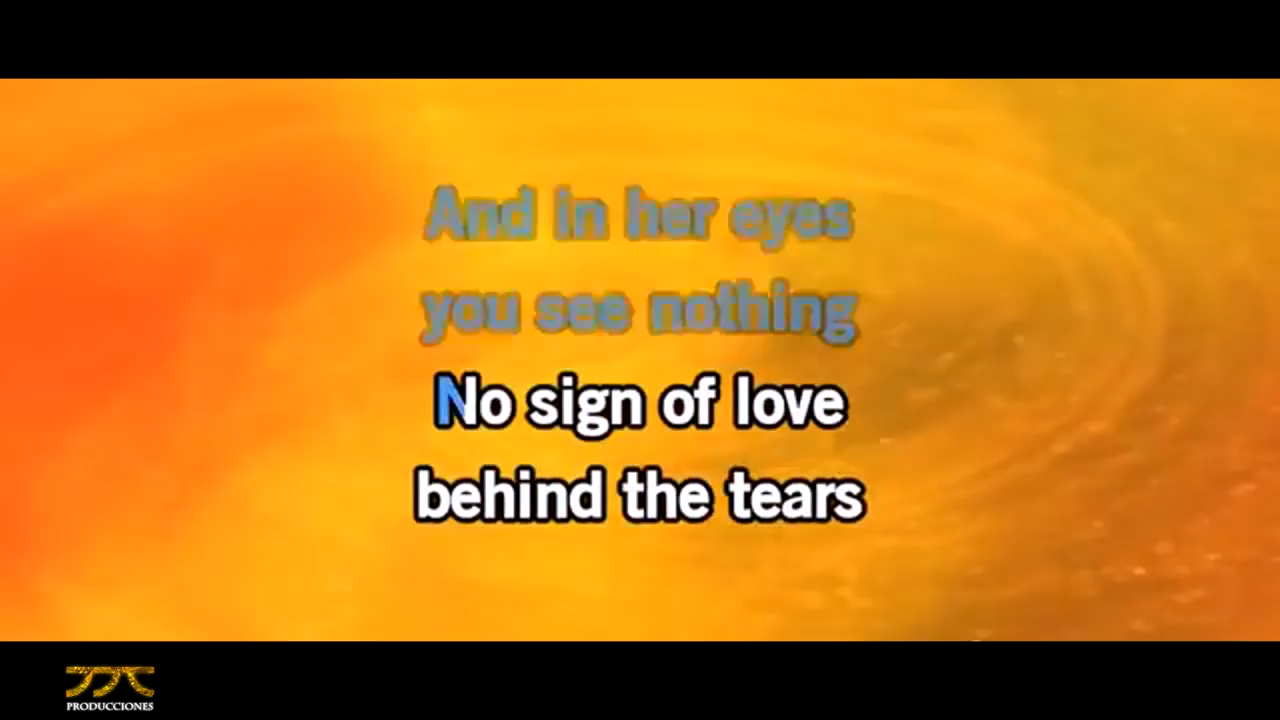 And in her eyes
you see nothing
No sign of love
behind the tears
PRODUCCIONES